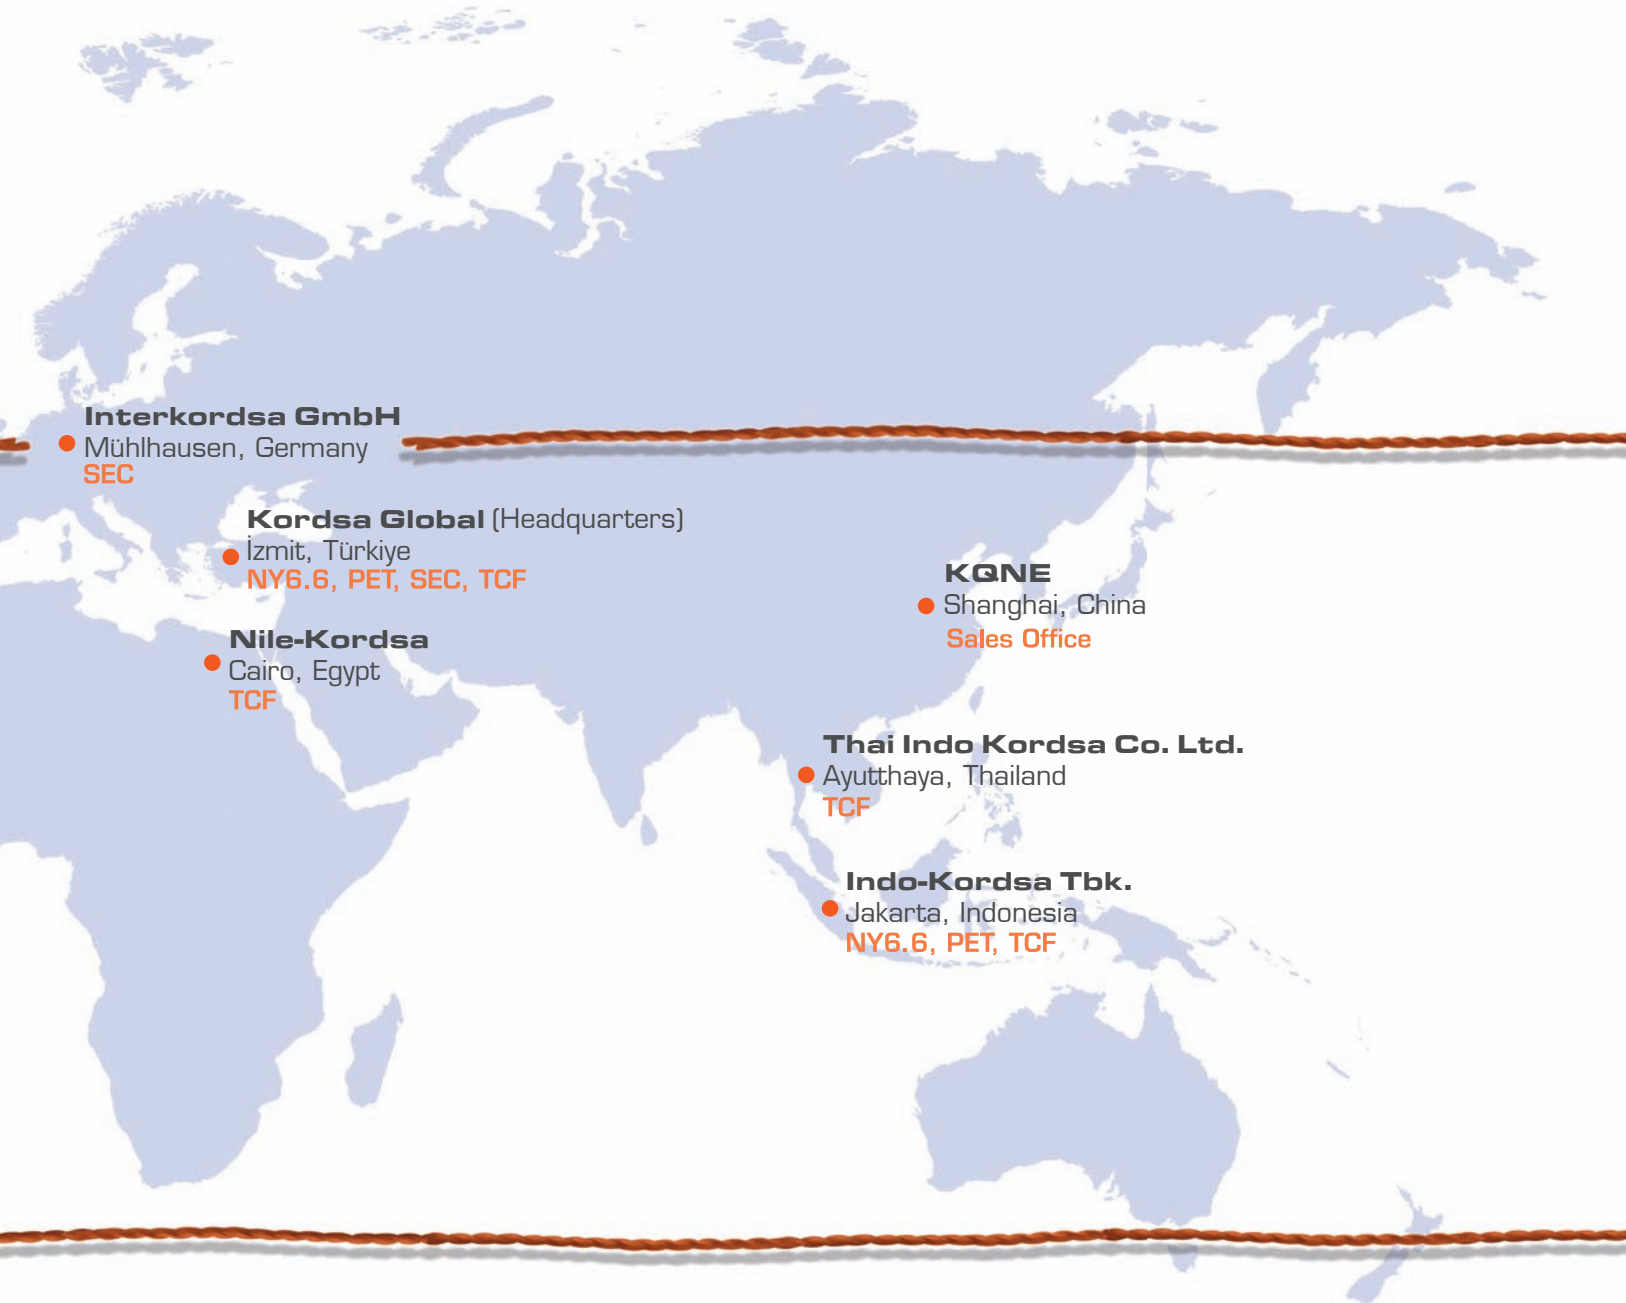 Interkordsa GmbH
Mühlhausen, Germany
SEC
Kordsa Global (Headquarters)
İzmit, Türkiye
NY6.6, PET, SEC, TCF
Nile-Kordsa
Cairo, Egypt
TCF
KQNE
Shanghai, China
Sales Office
Thai Indo Kordsa Co. Ltd.
Ayutthaya, Thailand
TCF
Indo-Kordsa Tbk.
Jakarta, Indonesia
NY6.6, PET, TCF